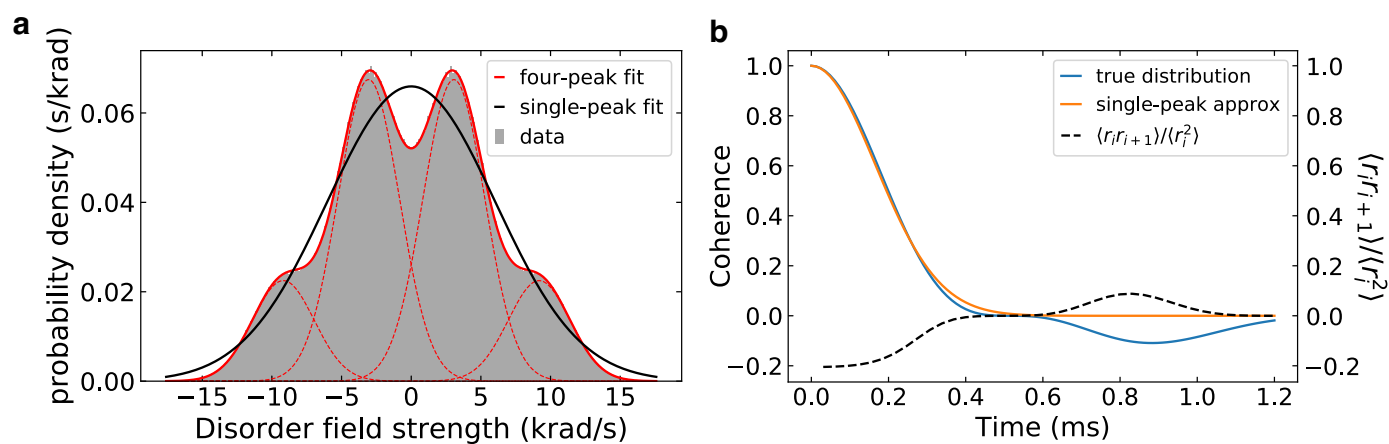 a
probability density (s/krad)
0.06
0.04
0.02
0.00
four-peak fit
single-peak fit
data
−15 −10 −5 0 5 10 15
Disorder field strength (krad/s)
b
Coherence
1.0
0.8
0.6
0.4
0.2
0.0
−0.2
true distribution
single-peak approx
⟨r_i r_{i+1}⟩/⟨r_i^2⟩
1.0
0.8
0.6
0.4
0.2
0.0
−0.2
⟨r_i r_{i+1}⟩/⟨r_i^2⟩
0.0 0.2 0.4 0.6 0.8 1.0 1.2
Time (ms)